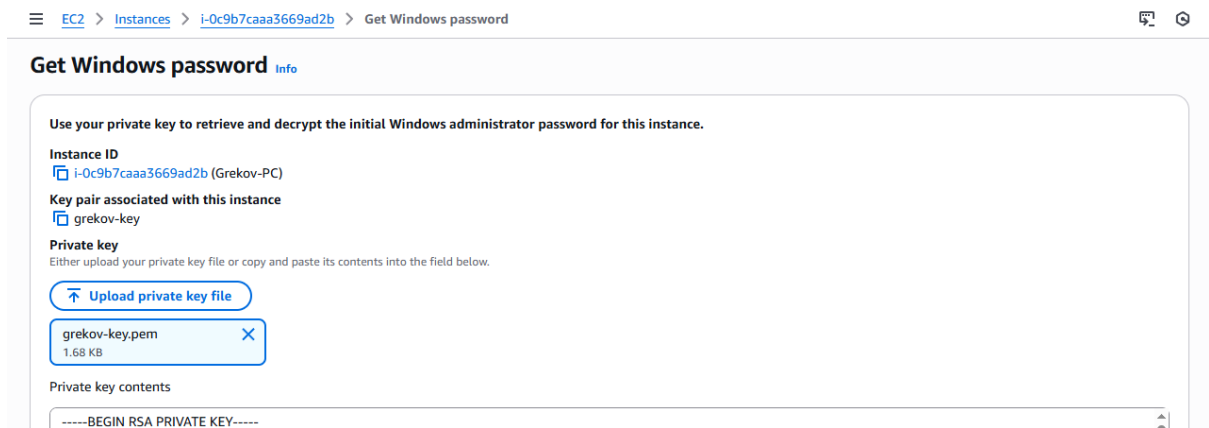 EC2 > Instances > i-0c9b7caaa3669ad2b > Get Windows password
Get Windows password Info
Use your private key to retrieve and decrypt the initial Windows administrator password for this instance.
Instance ID
i-0c9b7caaa3669ad2b (Grekov-PC)
Key pair associated with this instance
grekov-key
Private key
Either upload your private key file or copy and paste its contents into the field below.
Upload private key file
grekov-key.pem
1.68 KB
Private key contents
-----BEGIN RSA PRIVATE KEY-----